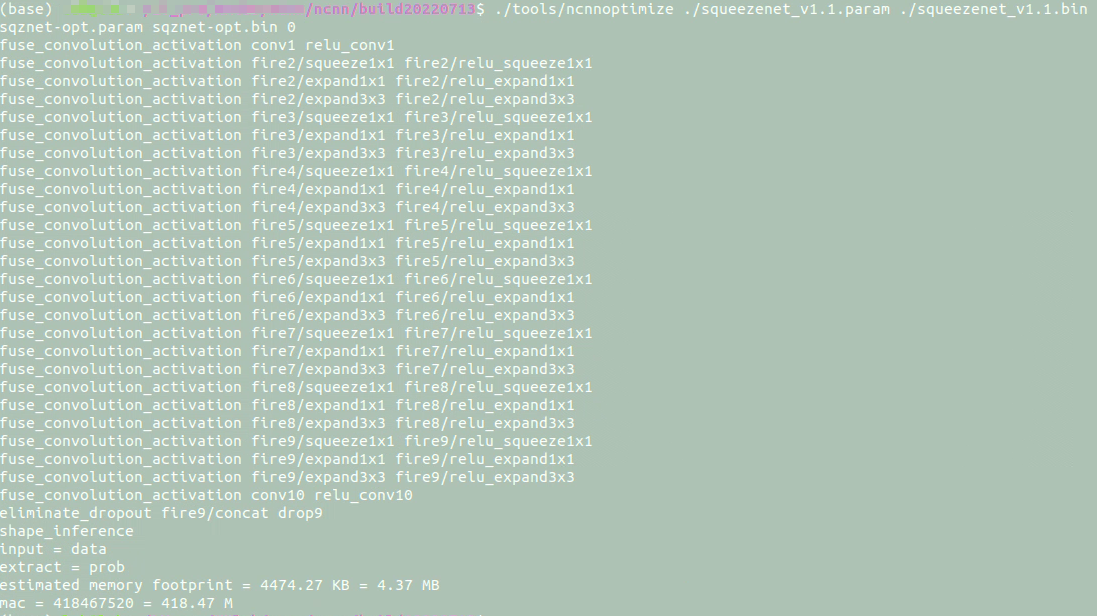 (base) /ncnn/build20220713$ ./tools/ncnnoptimize ./squeezenet_v1.1.param ./squeezenet_v1.1.bin
sqznet-opt.param sqznet-opt.bin 0
fuse_convolution_activation conv1 relu_conv1
fuse_convolution_activation fire2/squeeze1x1 fire2/relu_squeeze1x1
fuse_convolution_activation fire2/expand1x1 fire2/relu_expand1x1
fuse_convolution_activation fire2/expand3x3 fire2/relu_expand3x3
fuse_convolution_activation fire3/squeeze1x1 fire3/relu_squeeze1x1
fuse_convolution_activation fire3/expand1x1 fire3/relu_expand1x1
fuse_convolution_activation fire3/expand3x3 fire3/relu_expand3x3
fuse_convolution_activation fire4/squeeze1x1 fire4/relu_squeeze1x1
fuse_convolution_activation fire4/expand1x1 fire4/relu_expand1x1
fuse_convolution_activation fire4/expand3x3 fire4/relu_expand3x3
fuse_convolution_activation fire5/squeeze1x1 fire5/relu_squeeze1x1
fuse_convolution_activation fire5/expand1x1 fire5/relu_expand1x1
fuse_convolution_activation fire5/expand3x3 fire5/relu_expand3x3
fuse_convolution_activation fire6/squeeze1x1 fire6/relu_squeeze1x1
fuse_convolution_activation fire6/expand1x1 fire6/relu_expand1x1
fuse_convolution_activation fire6/expand3x3 fire6/relu_expand3x3
fuse_convolution_activation fire7/squeeze1x1 fire7/relu_squeeze1x1
fuse_convolution_activation fire7/expand1x1 fire7/relu_expand1x1
fuse_convolution_activation fire7/expand3x3 fire7/relu_expand3x3
fuse_convolution_activation fire8/squeeze1x1 fire8/relu_squeeze1x1
fuse_convolution_activation fire8/expand1x1 fire8/relu_expand1x1
fuse_convolution_activation fire8/expand3x3 fire8/relu_expand3x3
fuse_convolution_activation fire9/squeeze1x1 fire9/relu_squeeze1x1
fuse_convolution_activation fire9/expand1x1 fire9/relu_expand1x1
fuse_convolution_activation fire9/expand3x3 fire9/relu_expand3x3
fuse_convolution_activation conv10 relu_conv10
eliminate_dropout fire9/concat drop9
shape_inference
input = data
extract = prob
estimated memory footprint = 4474.27 KB = 4.37 MB
mac = 418467520 = 418.47 M